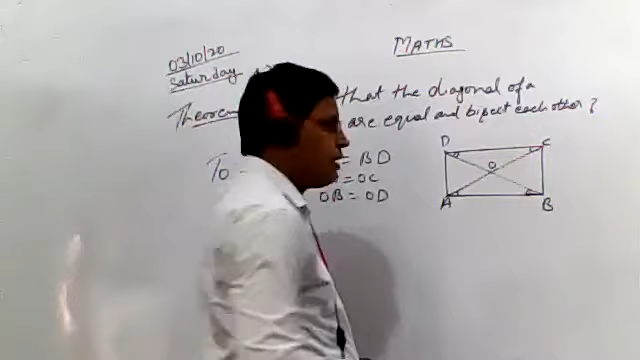 03/10/20
MATHS
Saturday
Theorem that the diagonal of a
are equal and bisect each other?
To = BD
= OC
OB = OD
D C
O
A B